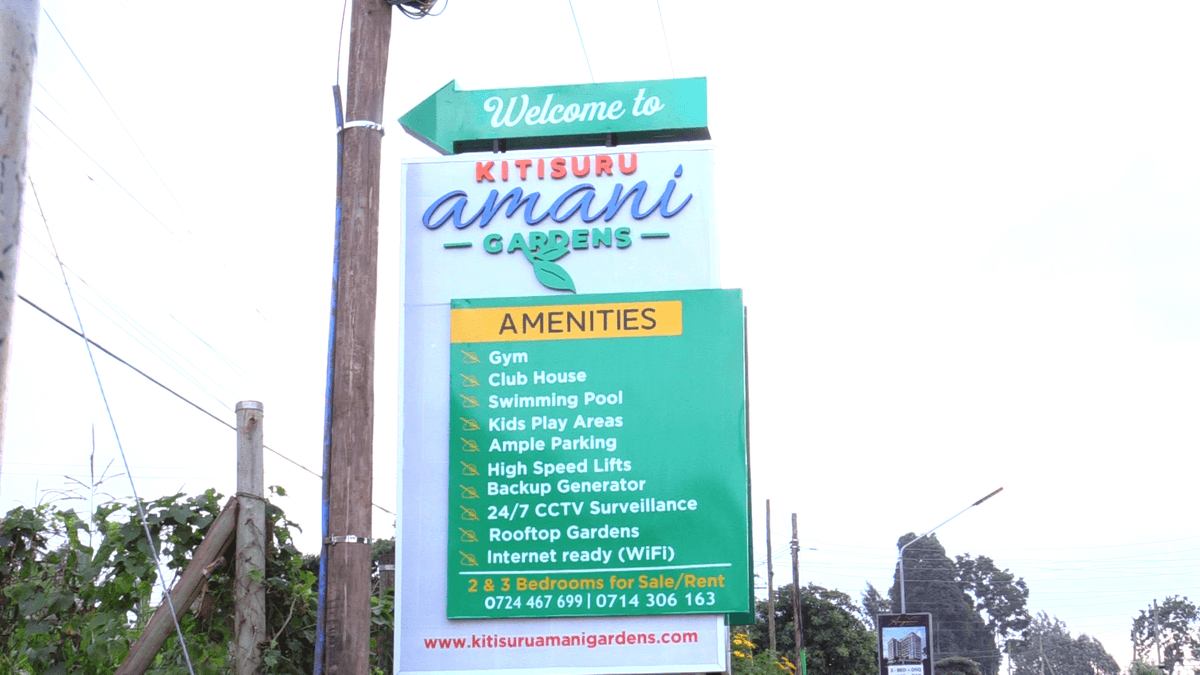 Welcome to
KITISURU
amani
GARDENS
AMENITIES
Gym
Club House
Swimming Pool
Kids Play Areas
Ample Parking
High Speed Lifts
Backup Generator
24/7 CCTV Surveillance
Rooftop Gardens
Internet ready (WiFi)
2 & 3 Bedrooms for Sale/Rent
0724 467 699 | 0714 306 163
www.kitisuruamanigardens.com